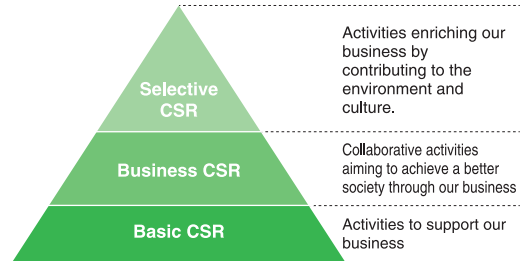 Selective
CSR
Activities enriching our
business by
contributing to the
environment and
culture.
Business CSR
Collaborative activities
aiming to achieve a better
society through our business
Basic CSR
Activities to support our
business